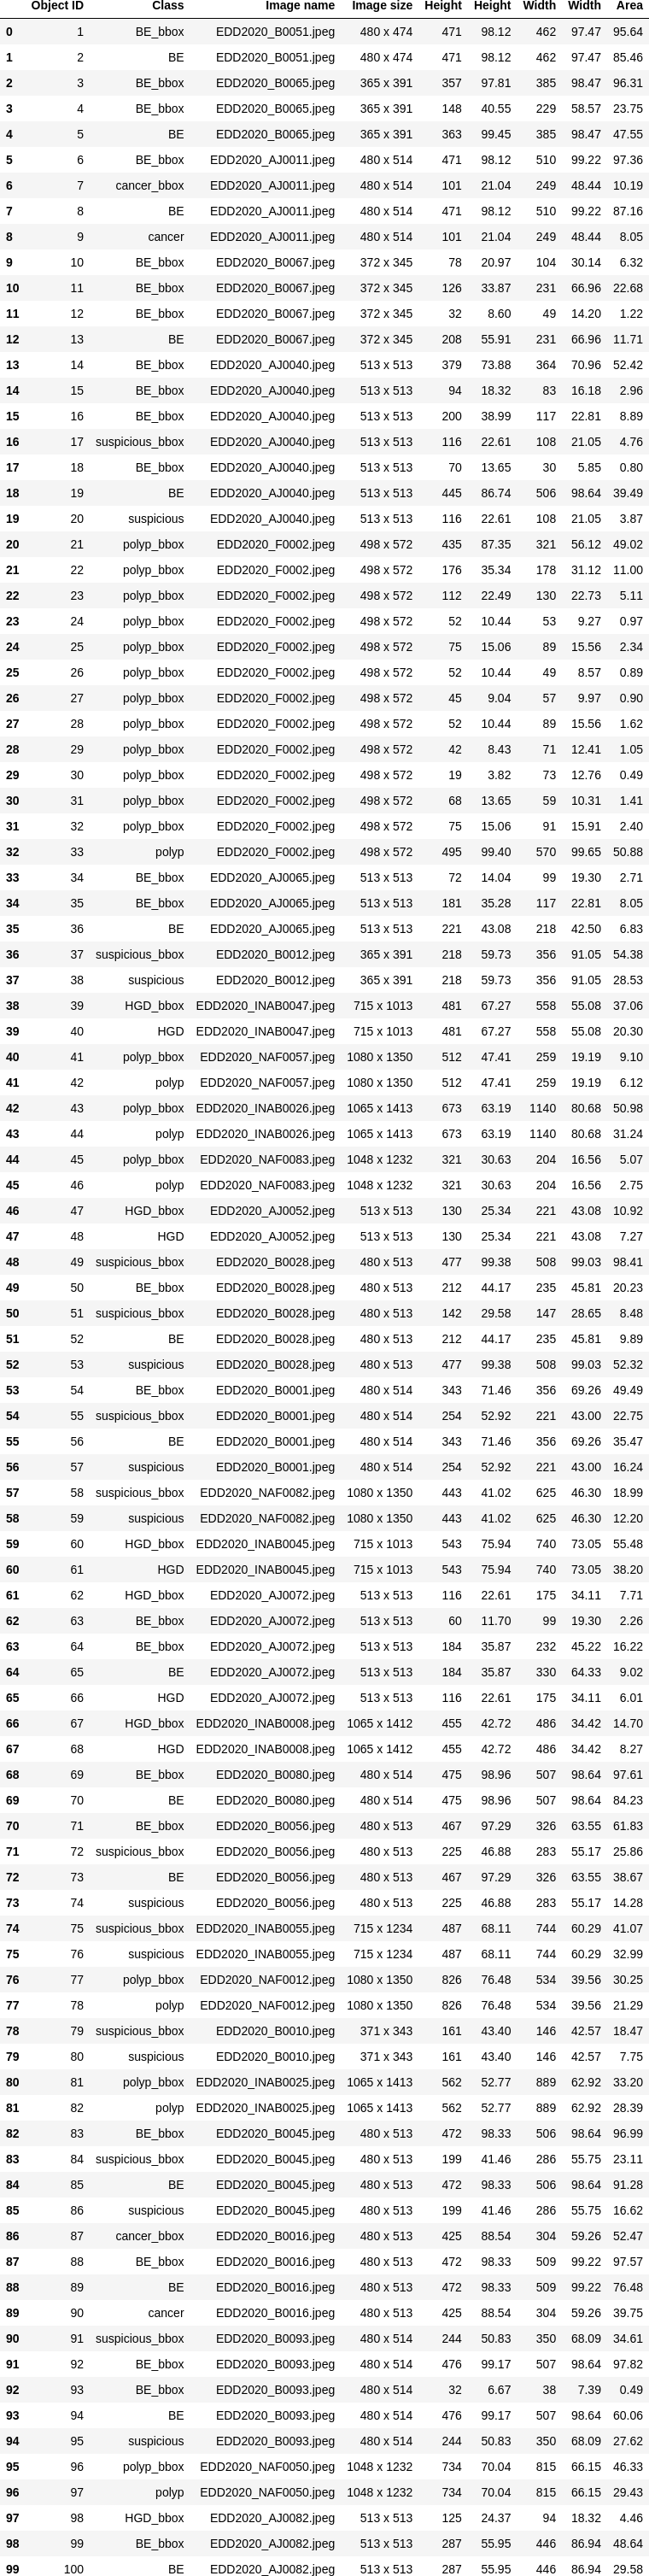 Object ID Class Image name Image size Height Height Width Width Area
0 1 BE_bbox EDD2020_B0051.jpeg 480 x 474 471 98.12 462 97.47 95.64
1 2 BE EDD2020_B0051.jpeg 480 x 474 471 98.12 462 97.47 85.46
2 3 BE_bbox EDD2020_B0065.jpeg 365 x 391 357 97.81 385 98.47 96.31
3 4 BE_bbox EDD2020_B0065.jpeg 365 x 391 148 40.55 229 58.57 23.75
4 5 BE EDD2020_B0065.jpeg 365 x 391 363 99.45 385 98.47 47.55
5 6 BE_bbox EDD2020_AJ0011.jpeg 480 x 514 471 98.12 510 99.22 97.36
6 7 cancer_bbox EDD2020_AJ0011.jpeg 480 x 514 101 21.04 249 48.44 10.19
7 8 BE EDD2020_AJ0011.jpeg 480 x 514 471 98.12 510 99.22 87.16
8 9 cancer EDD2020_AJ0011.jpeg 480 x 514 101 21.04 249 48.44 8.05
9 10 BE_bbox EDD2020_B0067.jpeg 372 x 345 78 20.97 104 30.14 6.32
10 11 BE_bbox EDD2020_B0067.jpeg 372 x 345 126 33.87 231 66.96 22.68
11 12 BE_bbox EDD2020_B0067.jpeg 372 x 345 32 8.60 49 14.20 1.22
12 13 BE EDD2020_B0067.jpeg 372 x 345 208 55.91 231 66.96 11.71
13 14 BE_bbox EDD2020_AJ0040.jpeg 513 x 513 379 73.88 364 70.96 52.42
14 15 BE_bbox EDD2020_AJ0040.jpeg 513 x 513 94 18.32 83 16.18 2.96
15 16 BE_bbox EDD2020_AJ0040.jpeg 513 x 513 200 38.99 117 22.81 8.89
16 17 suspicious_bbox EDD2020_AJ0040.jpeg 513 x 513 116 22.61 108 21.05 4.76
17 18 BE_bbox EDD2020_AJ0040.jpeg 513 x 513 70 13.65 30 5.85 0.80
18 19 BE EDD2020_AJ0040.jpeg 513 x 513 445 86.74 506 98.64 39.49
19 20 suspicious EDD2020_AJ0040.jpeg 513 x 513 116 22.61 108 21.05 3.87
20 21 polyp_bbox EDD2020_F0002.jpeg 498 x 572 435 87.35 321 56.12 49.02
21 22 polyp_bbox EDD2020_F0002.jpeg 498 x 572 176 35.34 178 31.12 11.00
22 23 polyp_bbox EDD2020_F0002.jpeg 498 x 572 112 22.49 130 22.73 5.11
23 24 polyp_bbox EDD2020_F0002.jpeg 498 x 572 52 10.44 53 9.27 0.97
24 25 polyp_bbox EDD2020_F0002.jpeg 498 x 572 75 15.06 89 15.56 2.34
25 26 polyp_bbox EDD2020_F0002.jpeg 498 x 572 52 10.44 49 8.57 0.89
26 27 polyp_bbox EDD2020_F0002.jpeg 498 x 572 45 9.04 57 9.97 0.90
27 28 polyp_bbox EDD2020_F0002.jpeg 498 x 572 52 10.44 89 15.56 1.62
28 29 polyp_bbox EDD2020_F0002.jpeg 498 x 572 42 8.43 71 12.41 1.05
29 30 polyp_bbox EDD2020_F0002.jpeg 498 x 572 19 3.82 73 12.76 0.49
30 31 polyp_bbox EDD2020_F0002.jpeg 498 x 572 68 13.65 59 10.31 1.41
31 32 polyp_bbox EDD2020_F0002.jpeg 498 x 572 75 15.06 91 15.91 2.40
32 33 polyp EDD2020_F0002.jpeg 498 x 572 495 99.40 570 99.65 50.88
33 34 BE_bbox EDD2020_AJ0065.jpeg 513 x 513 72 14.04 99 19.30 2.71
34 35 BE_bbox EDD2020_AJ0065.jpeg 513 x 513 181 35.28 117 22.81 8.05
35 36 BE EDD2020_AJ0065.jpeg 513 x 513 221 43.08 218 42.50 6.83
36 37 suspicious_bbox EDD2020_B0012.jpeg 365 x 391 218 59.73 356 91.05 54.38
37 38 suspicious EDD2020_B0012.jpeg 365 x 391 218 59.73 356 91.05 28.53
38 39 HGD_bbox EDD2020_INAB0047.jpeg 715 x 1013 481 67.27 558 55.08 37.06
39 40 HGD EDD2020_INAB0047.jpeg 715 x 1013 481 67.27 558 55.08 20.30
40 41 polyp_bbox EDD2020_NAF0057.jpeg 1080 x 1350 512 47.41 259 19.19 9.10
41 42 polyp EDD2020_NAF0057.jpeg 1080 x 1350 512 47.41 259 19.19 6.12
42 43 polyp_bbox EDD2020_INAB0026.jpeg 1065 x 1413 673 63.19 1140 80.68 50.98
43 44 polyp EDD2020_INAB0026.jpeg 1065 x 1413 673 63.19 1140 80.68 31.24
44 45 polyp_bbox EDD2020_NAF0083.jpeg 1048 x 1232 321 30.63 204 16.56 5.07
45 46 polyp EDD2020_NAF0083.jpeg 1048 x 1232 321 30.63 204 16.56 2.75
46 47 HGD_bbox EDD2020_AJ0052.jpeg 513 x 513 130 25.34 221 43.08 10.92
47 48 HGD EDD2020_AJ0052.jpeg 513 x 513 130 25.34 221 43.08 7.27
48 49 suspicious_bbox EDD2020_B0028.jpeg 480 x 513 477 99.38 508 99.03 98.41
49 50 BE_bbox EDD2020_B0028.jpeg 480 x 513 212 44.17 235 45.81 20.23
50 51 suspicious_bbox EDD2020_B0028.jpeg 480 x 513 142 29.58 147 28.65 8.48
51 52 BE EDD2020_B0028.jpeg 480 x 513 212 44.17 235 45.81 9.89
52 53 suspicious EDD2020_B0028.jpeg 480 x 513 477 99.38 508 99.03 52.32
53 54 BE_bbox EDD2020_B0001.jpeg 480 x 514 343 71.46 356 69.26 49.49
54 55 suspicious_bbox EDD2020_B0001.jpeg 480 x 514 254 52.92 221 43.00 22.75
55 56 BE EDD2020_B0001.jpeg 480 x 514 343 71.46 356 69.26 35.47
56 57 suspicious EDD2020_B0001.jpeg 480 x 514 254 52.92 221 43.00 16.24
57 58 suspicious_bbox EDD2020_NAF0082.jpeg 1080 x 1350 443 41.02 625 46.30 18.99
58 59 suspicious EDD2020_NAF0082.jpeg 1080 x 1350 443 41.02 625 46.30 12.20
59 60 HGD_bbox EDD2020_INAB0045.jpeg 715 x 1013 543 75.94 740 73.05 55.48
60 61 HGD EDD2020_INAB0045.jpeg 715 x 1013 543 75.94 740 73.05 38.20
61 62 HGD_bbox EDD2020_AJ0072.jpeg 513 x 513 116 22.61 175 34.11 7.71
62 63 BE_bbox EDD2020_AJ0072.jpeg 513 x 513 60 11.70 99 19.30 2.26
63 64 BE_bbox EDD2020_AJ0072.jpeg 513 x 513 184 35.87 232 45.22 16.22
64 65 BE EDD2020_AJ0072.jpeg 513 x 513 184 35.87 330 64.33 9.02
65 66 HGD EDD2020_AJ0072.jpeg 513 x 513 116 22.61 175 34.11 6.01
66 67 HGD_bbox EDD2020_INAB0008.jpeg 1065 x 1412 455 42.72 486 34.42 14.70
67 68 HGD EDD2020_INAB0008.jpeg 1065 x 1412 455 42.72 486 34.42 8.27
68 69 BE_bbox EDD2020_B0080.jpeg 480 x 514 475 98.96 507 98.64 97.61
69 70 BE EDD2020_B0080.jpeg 480 x 514 475 98.96 507 98.64 84.23
70 71 BE_bbox EDD2020_B0056.jpeg 480 x 513 467 97.29 326 63.55 61.83
71 72 suspicious_bbox EDD2020_B0056.jpeg 480 x 513 225 46.88 283 55.17 25.86
72 73 BE EDD2020_B0056.jpeg 480 x 513 467 97.29 326 63.55 38.67
73 74 suspicious EDD2020_B0056.jpeg 480 x 513 225 46.88 283 55.17 14.28
74 75 suspicious_bbox EDD2020_INAB0055.jpeg 715 x 1234 487 68.11 744 60.29 41.07
75 76 suspicious EDD2020_INAB0055.jpeg 715 x 1234 487 68.11 744 60.29 32.99
76 77 polyp_bbox EDD2020_NAF0012.jpeg 1080 x 1350 826 76.48 534 39.56 30.25
77 78 polyp EDD2020_NAF0012.jpeg 1080 x 1350 826 76.48 534 39.56 21.29
78 79 suspicious_bbox EDD2020_B0010.jpeg 371 x 343 161 43.40 146 42.57 18.47
79 80 suspicious EDD2020_B0010.jpeg 371 x 343 161 43.40 146 42.57 7.75
80 81 polyp_bbox EDD2020_INAB0025.jpeg 1065 x 1413 562 52.77 889 62.92 33.20
81 82 polyp EDD2020_INAB0025.jpeg 1065 x 1413 562 52.77 889 62.92 28.39
82 83 BE_bbox EDD2020_B0045.jpeg 480 x 513 472 98.33 506 98.64 96.99
83 84 suspicious_bbox EDD2020_B0045.jpeg 480 x 513 199 41.46 286 55.75 23.11
84 85 BE EDD2020_B0045.jpeg 480 x 513 472 98.33 506 98.64 91.28
85 86 suspicious EDD2020_B0045.jpeg 480 x 513 199 41.46 286 55.75 16.62
86 87 cancer_bbox EDD2020_B0016.jpeg 480 x 513 425 88.54 304 59.26 52.47
87 88 BE_bbox EDD2020_B0016.jpeg 480 x 513 472 98.33 509 99.22 97.57
88 89 BE EDD2020_B0016.jpeg 480 x 513 472 98.33 509 99.22 76.48
89 90 cancer EDD2020_B0016.jpeg 480 x 513 425 88.54 304 59.26 39.75
90 91 suspicious_bbox EDD2020_B0093.jpeg 480 x 514 244 50.83 350 68.09 34.61
91 92 BE_bbox EDD2020_B0093.jpeg 480 x 514 476 99.17 507 98.64 97.82
92 93 BE_bbox EDD2020_B0093.jpeg 480 x 514 32 6.67 38 7.39 0.49
93 94 BE EDD2020_B0093.jpeg 480 x 514 476 99.17 507 98.64 60.06
94 95 suspicious EDD2020_B0093.jpeg 480 x 514 244 50.83 350 68.09 27.62
95 96 polyp_bbox EDD2020_NAF0050.jpeg 1048 x 1232 734 70.04 815 66.15 46.33
96 97 polyp EDD2020_NAF0050.jpeg 1048 x 1232 734 70.04 815 66.15 29.43
97 98 HGD_bbox EDD2020_AJ0082.jpeg 513 x 513 125 24.37 94 18.32 4.46
98 99 BE_bbox EDD2020_AJ0082.jpeg 513 x 513 287 55.95 446 86.94 48.64
99 100 BE EDD2020_AJ0082.jpeg 513 x 513 287 55.95 446 86.94 29.58